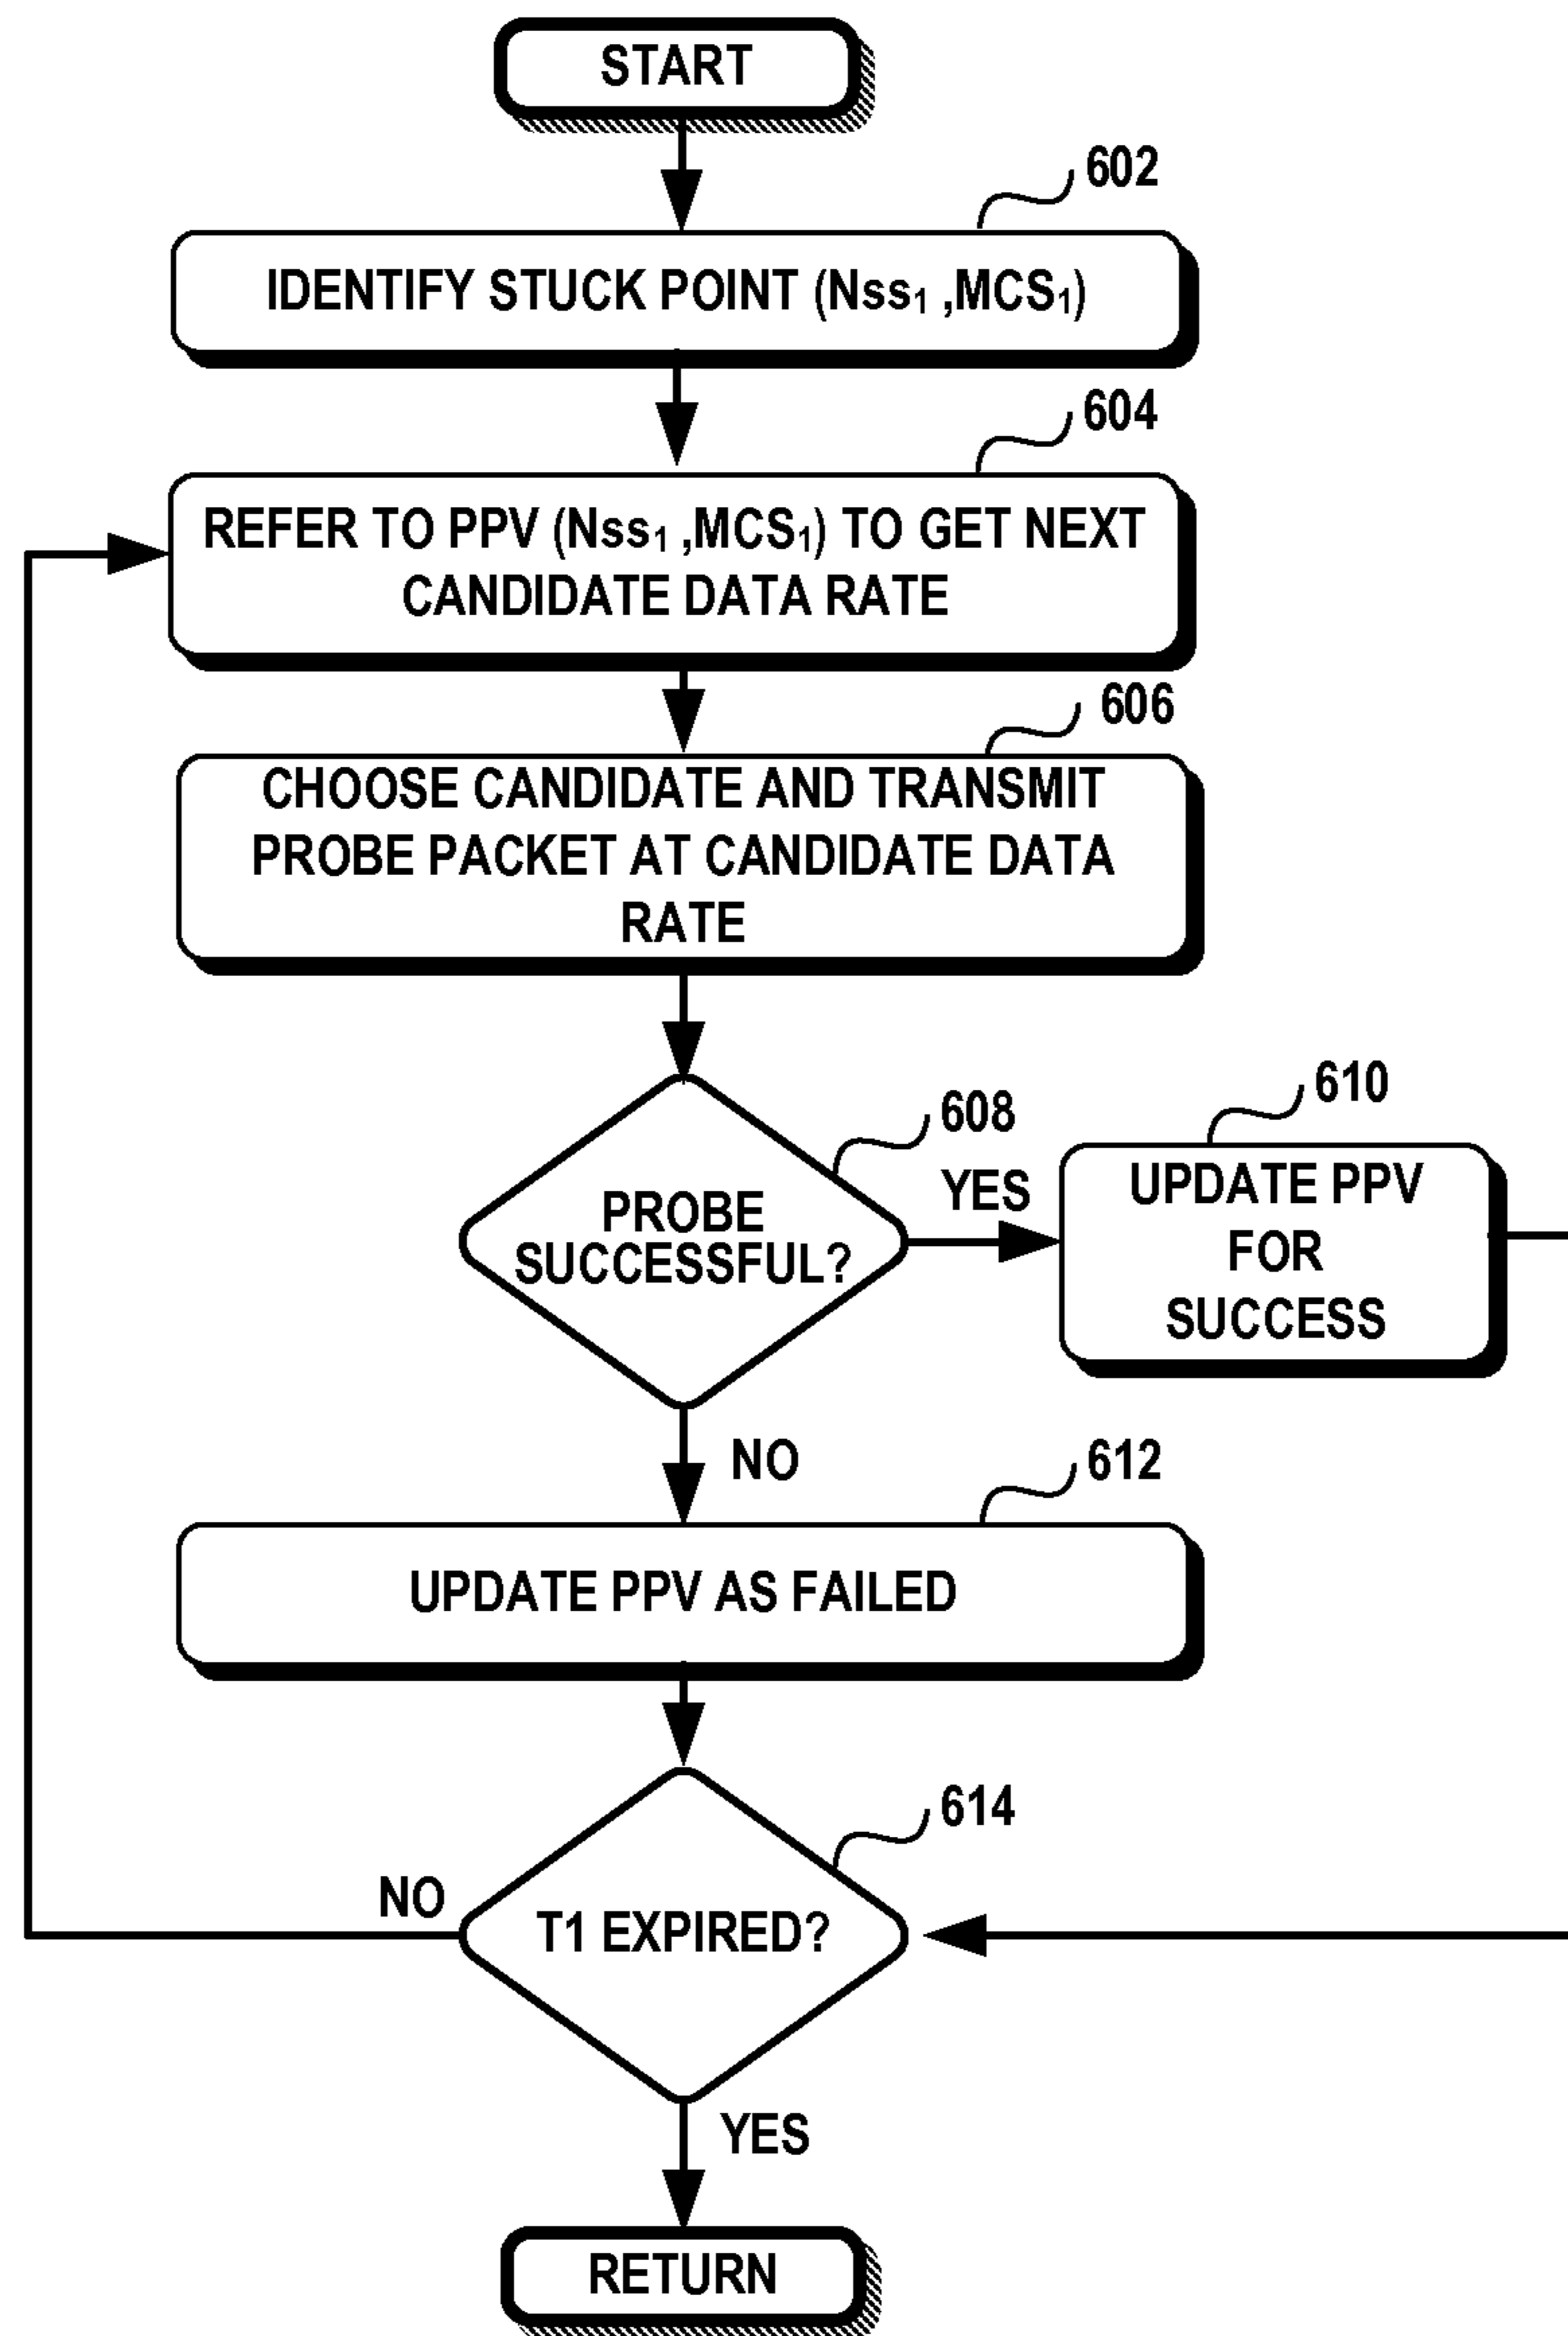 START
602
IDENTIFY STUCK POINT (Nss₁ ,MCS₁)
604
REFER TO PPV (Nss₁ ,MCS₁) TO GET NEXT
CANDIDATE DATA RATE
606
CHOOSE CANDIDATE AND TRANSMIT
PROBE PACKET AT CANDIDATE DATA
RATE
608
PROBE
SUCCESSFUL?
YES
610
UPDATE PPV
FOR
SUCCESS
NO
612
UPDATE PPV AS FAILED
614
T1 EXPIRED?
NO
YES
RETURN